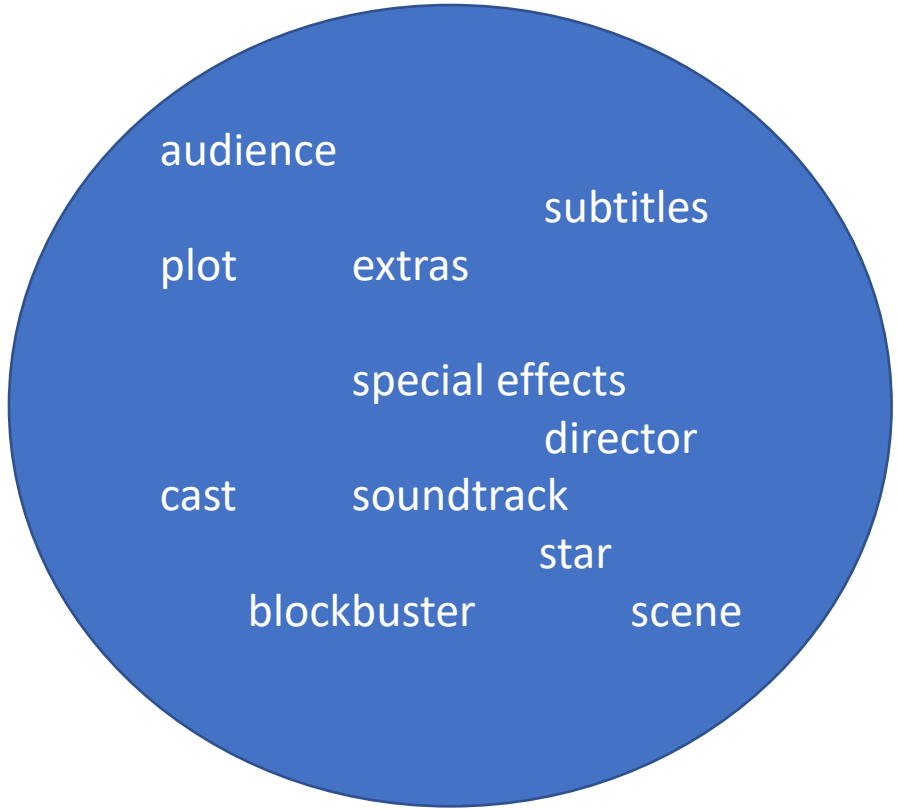 audience
subtitles
plot extras
special effects
director
cast soundtrack
star
blockbuster scene